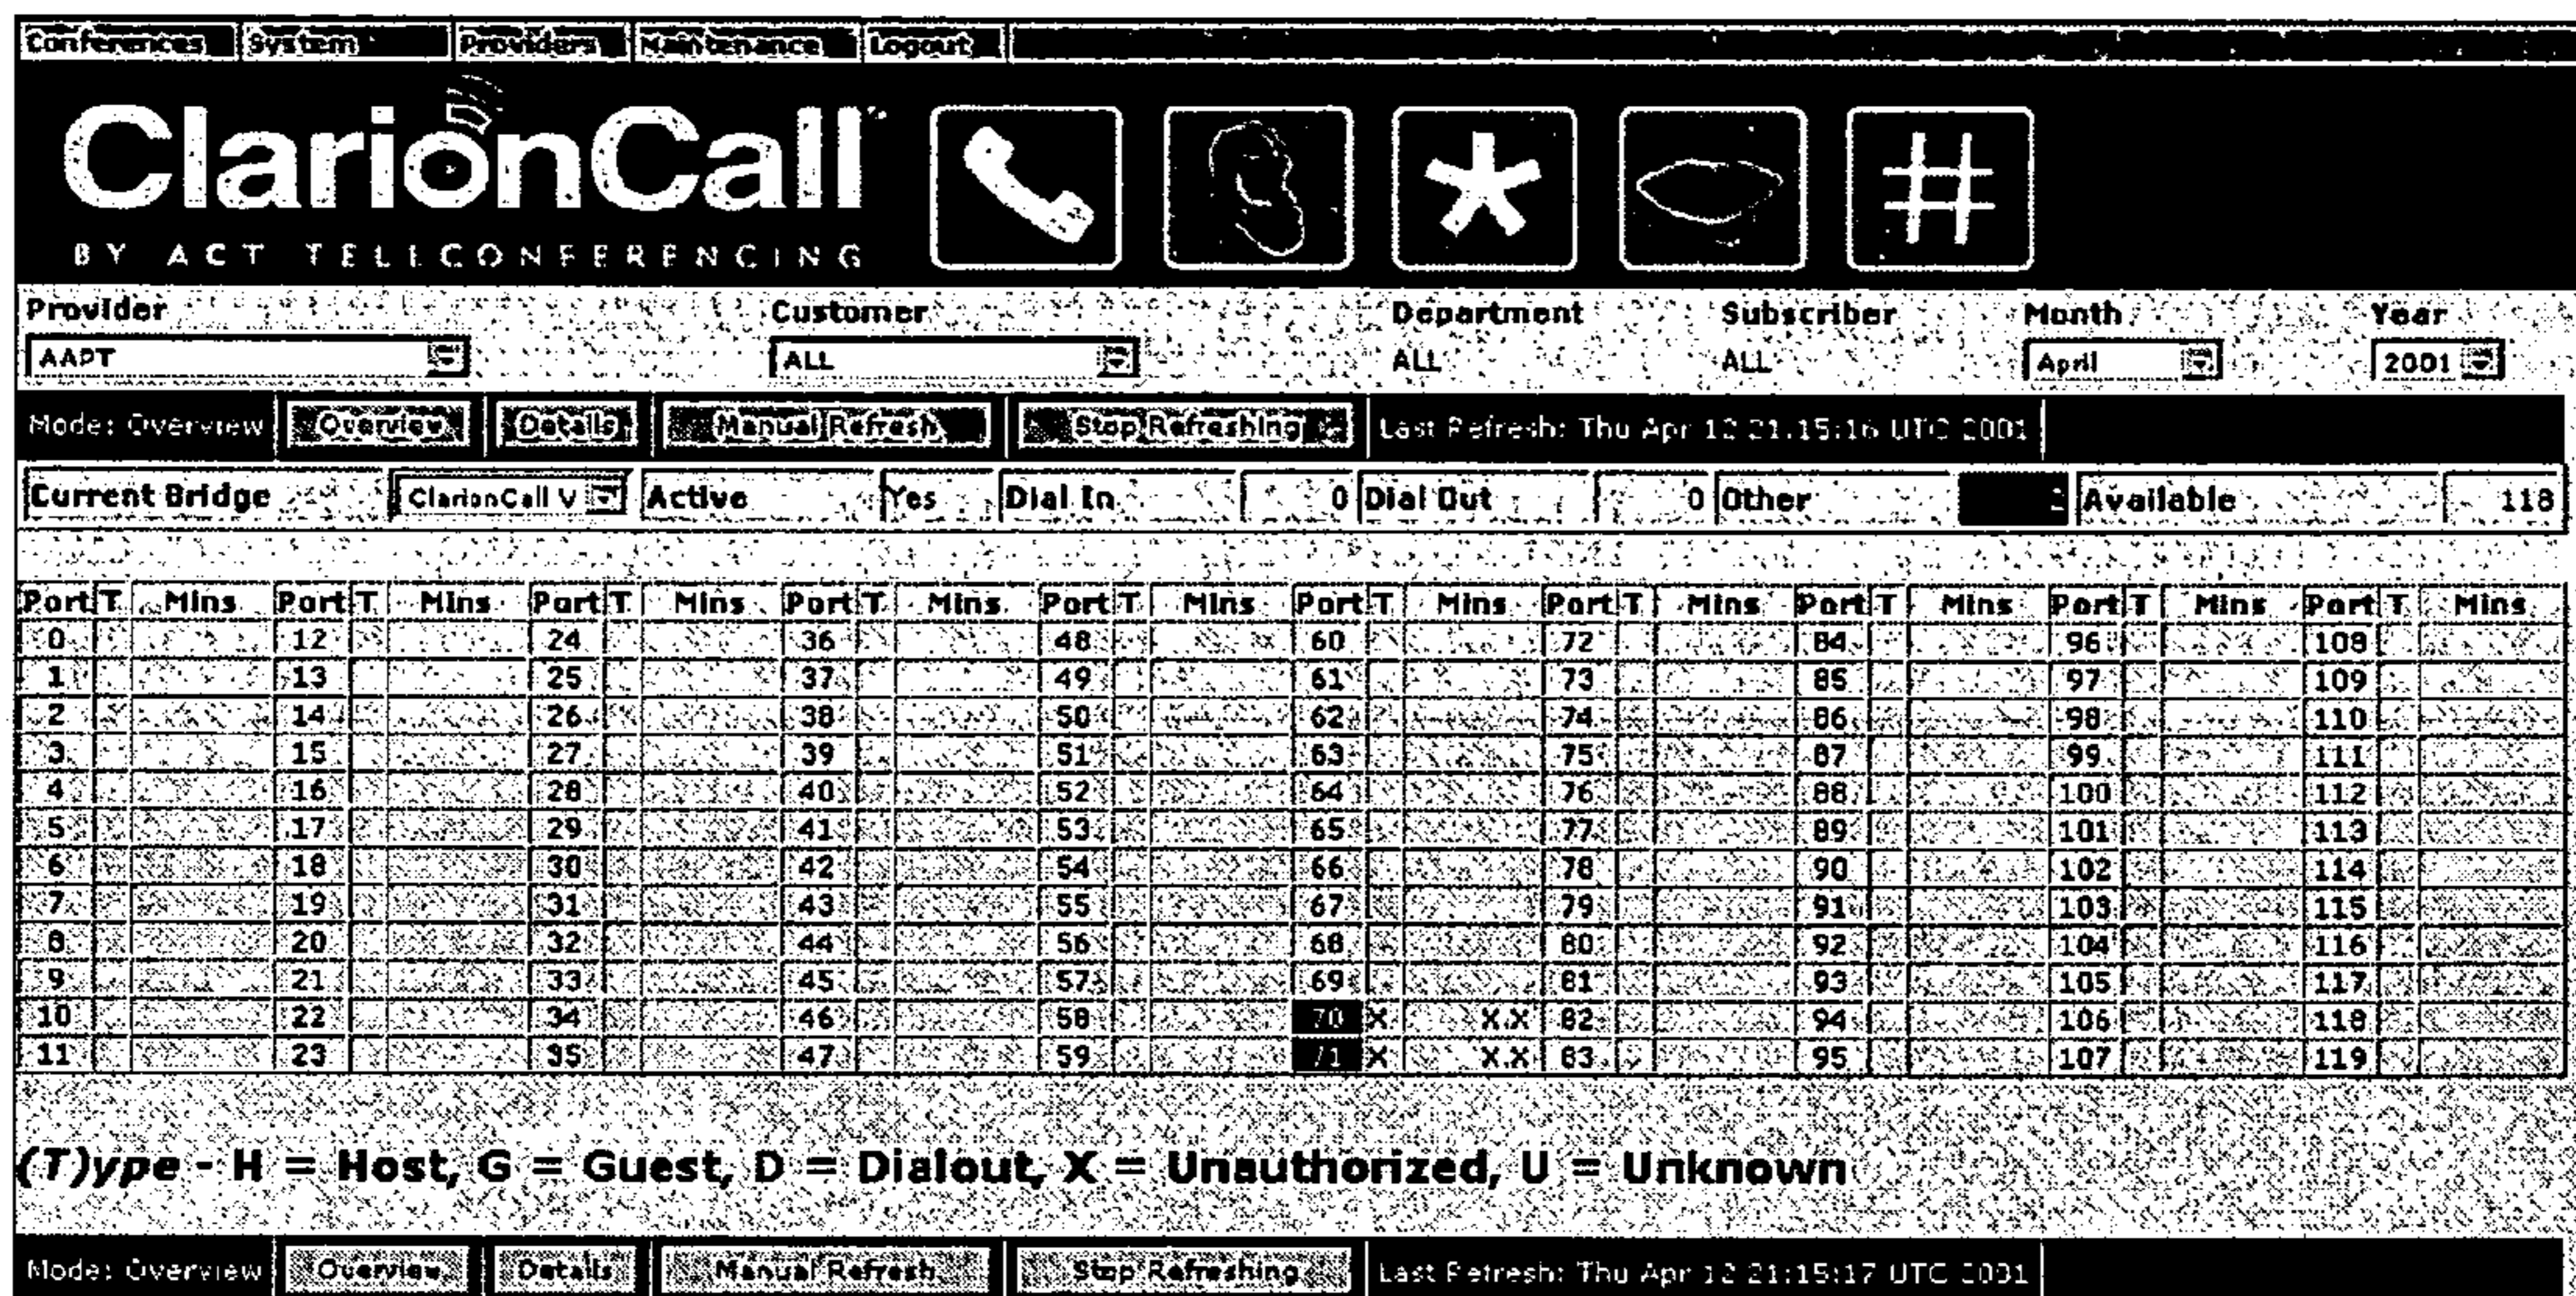 Conferences System Providers Maintenance Logout
ClarionCall™
BY ACT TELECONFERENCING
* #
Provider Customer Department Subscriber Month Year
AAPT ALL ALL ALL April 2001
Mode: Overview Overview Details Manual Refresh Stop Refreshing Last Refresh: Thu Apr 12 21:15:16 UTC 2001
Current Bridge ClarionCall V Active Yes Dial In 0 Dial Out 0 Other Available 118
Port T Mins Port T Mins Port T Mins Port T Mins Port T Mins Port T Mins Port T Mins Port T Mins Port T Mins Port T Mins
0 12 24 36 48 60 72 84 96 108
1 13 25 37 49 61 73 85 97 109
2 14 26 38 50 62 74 86 98 110
3 15 27 39 51 63 75 87 99 111
4 16 28 40 52 64 76 88 100 112
5 17 29 41 53 65 77 89 101 113
6 18 30 42 54 66 78 90 102 114
7 19 31 43 55 67 79 91 103 115
8 20 32 44 56 68 80 92 104 116
9 21 33 45 57 69 81 93 105 117
10 22 34 46 58 70 X X.X 82 94 106 118
11 23 35 47 59 71 X X.X 83 95 107 119
(T)ype - H = Host, G = Guest, D = Dialout, X = Unauthorized, U = Unknown
Mode: Overview Overview Details Manual Refresh Stop Refreshing Last Refresh: Thu Apr 12 21:15:17 UTC 2001